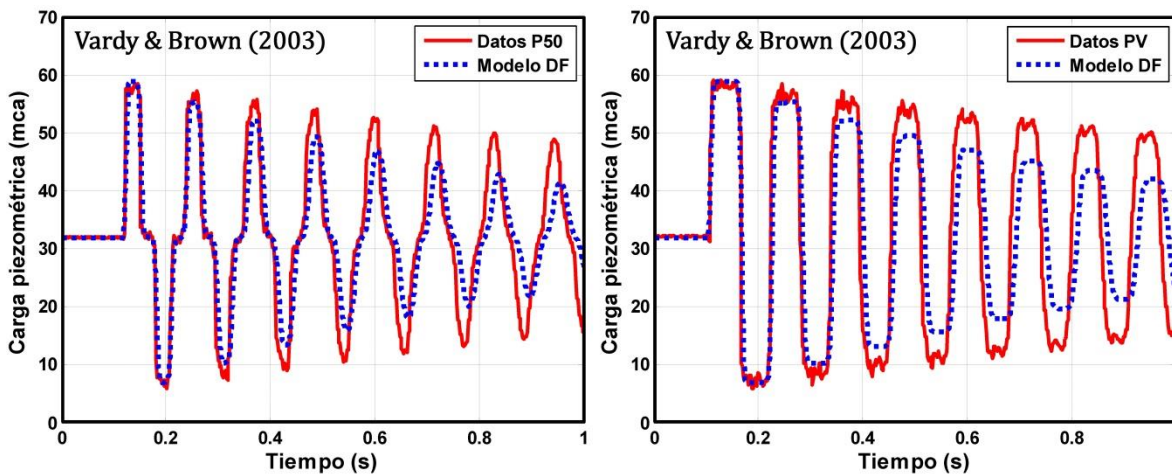 Vardy & Brown (2003)
Datos P50
Modelo DF
Carga piezométrica (mca)
70
60
50
40
30
20
10
0
0
0.2
0.4
0.6
0.8
1
Tiempo (s)
Vardy & Brown (2003)
Datos PV
Modelo DF
Carga piezométrica (mca)
70
60
50
40
30
20
10
0
0
0.2
0.4
0.6
0.8
Tiempo (s)